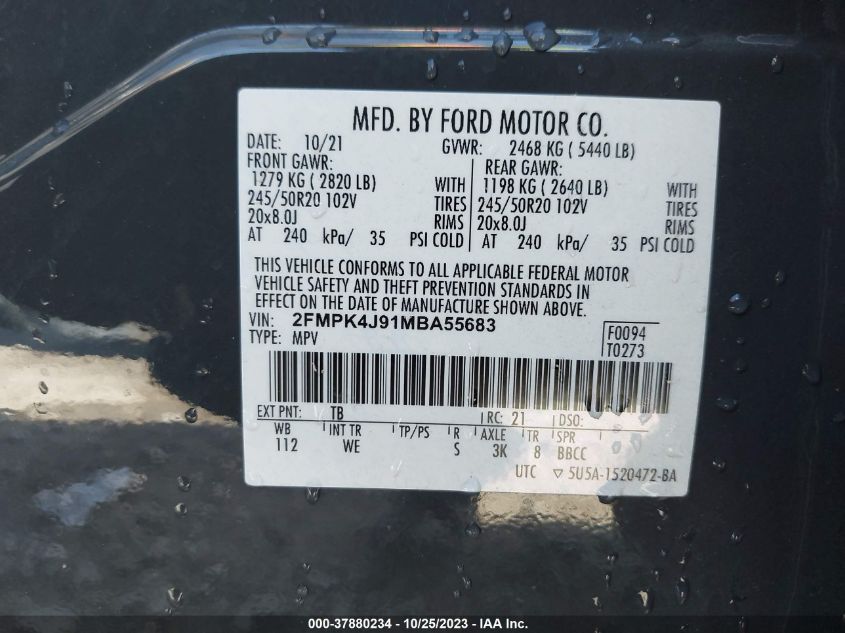 MFD. BY FORD MOTOR CO.
DATE: 10/21 GVWR: 2468 KG ( 5440 LB)
FRONT GAWR: REAR GAWR:
1279 KG ( 2820 LB) WITH 1198 KG ( 2640 LB) WITH
245/50R20 102V TIRES 245/50R20 102V TIRES
20x8.0J RIMS 20x8.0J RIMS
AT 240 kPa/ 35 PSI COLD AT 240 kPa/ 35 PSI COLD
THIS VEHICLE CONFORMS TO ALL APPLICABLE FEDERAL MOTOR
VEHICLE SAFETY AND THEFT PREVENTION STANDARDS IN
EFFECT ON THE DATE OF MANUFACTURE SHOWN ABOVE.
VIN: 2FMPK4J91MBA55683
TYPE: MPV
F0094
T0273
EXT PNT: TB RC: 21 DSO:
WB INT TR TP/PS R AXLE TR SPR
112 WE S 3K 8 BBCC
UTC ▽ 5U5A-1520472-BA
000-37880234 - 10/25/2023 - IAA Inc.